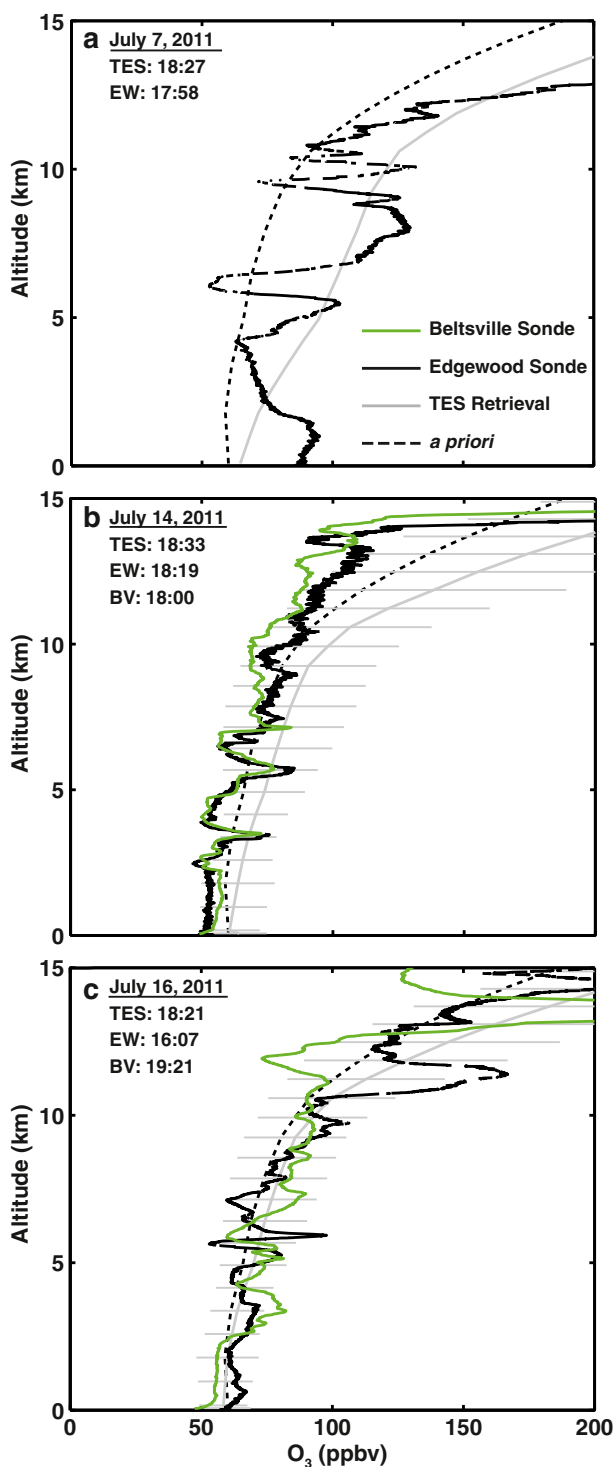 a July 7, 2011
TES: 18:27
EW: 17:58
15
10
5
0
Altitude (km)
Beltsville Sonde
Edgewood Sonde
TES Retrieval
a priori
b July 14, 2011
TES: 18:33
EW: 18:19
BV: 18:00
15
10
5
0
Altitude (km)
c July 16, 2011
TES: 18:21
EW: 16:07
BV: 19:21
15
10
5
0
Altitude (km)
0 50 100 150 200
O₃ (ppbv)